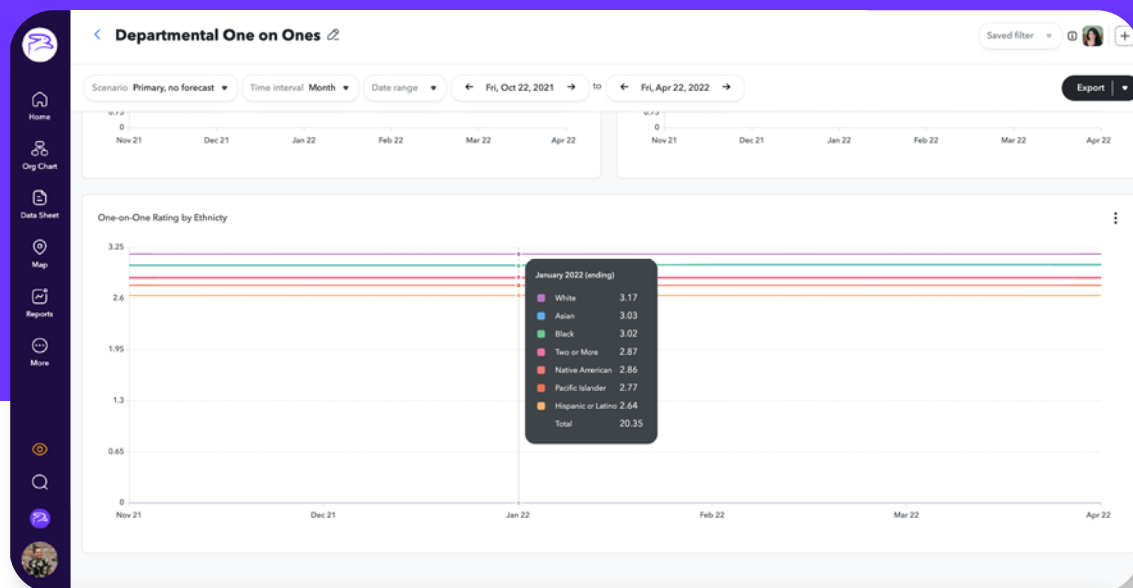 Departmental One on Ones
Saved filter
Scenario Primary, no forecast
Time interval Month
Date range
Fri, Oct 22, 2021
to
Fri, Apr 22, 2022
Export
Home
Org Chart
Data Sheet
Map
Reports
More
0
Nov 21 Dec 21 Jan 22 Feb 22 Mar 22 Apr 22
0
Nov 21 Dec 21 Jan 22 Feb 22 Mar 22 Apr 22
One-on-One Rating by Ethnicty
3.25
2.6
1.95
1.3
0.65
0
Nov 21 Dec 21 Jan 22 Feb 22 Mar 22 Apr 22
January 2022 (ending)
White 3.17
Asian 3.03
Black 3.02
Two or More 2.87
Native American 2.86
Pacific Islander 2.77
Hispanic or Latino 2.64
Total 20.35